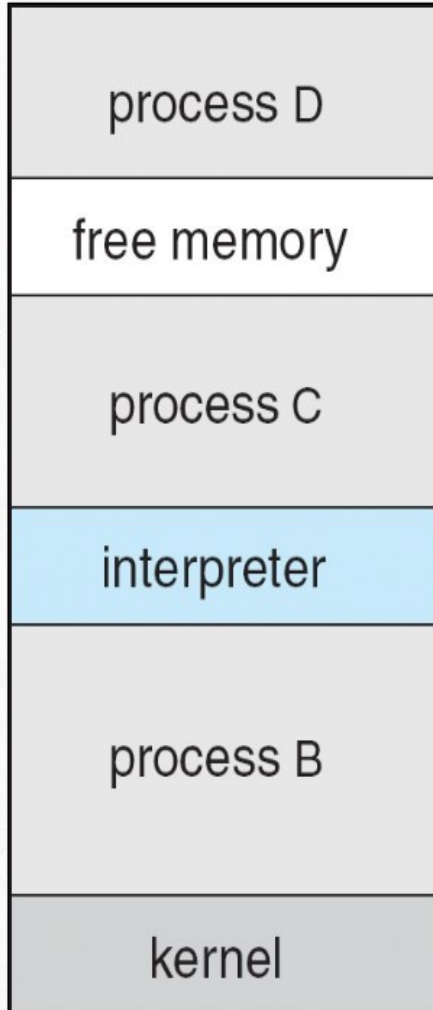 process D
free memory
process C
interpreter
process B
kernel